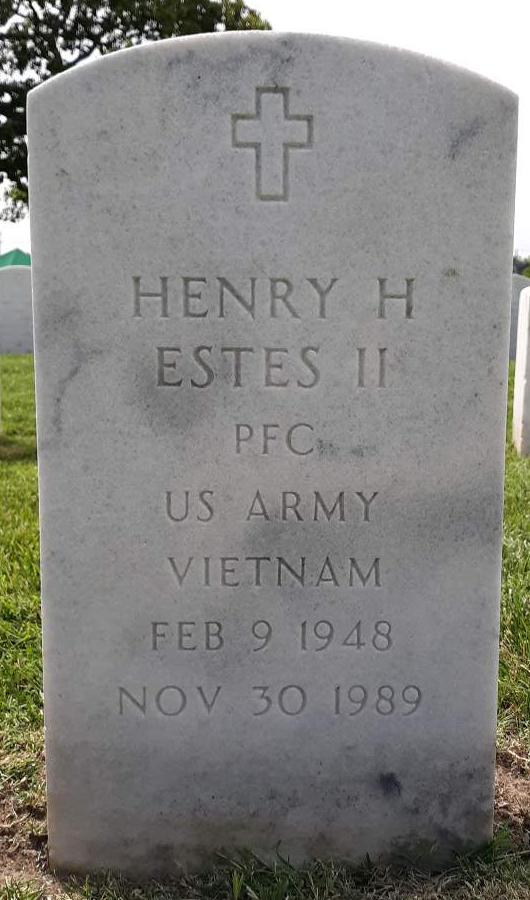 HENRY H
ESTES II
PFC
US ARMY
VIETNAM
FEB 9 1948
NOV 30 1989